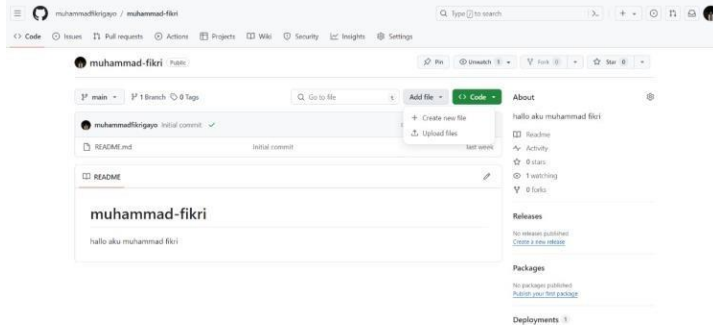 muhammadfikrigayo / muhammad-fikri
Type / to search
Code Issues Pull requests Actions Projects Wiki Security Insights Settings
muhammad-fikri Public
Pin Unwatch 1 Fork 0 Star 0
main 1 Branch 0 Tags
Go to file t
Add file
Code
Create new file
Upload files
muhammadfikrigayo Initial commit
README.md Initial commit last week
README
muhammad-fikri
hallo aku muhammad fikri
About
hallo aku muhammad fikri
Readme
Activity
0 stars
1 watching
0 forks
Releases
No releases published
Create a new release
Packages
No packages published
Publish your first package
Deployments 1